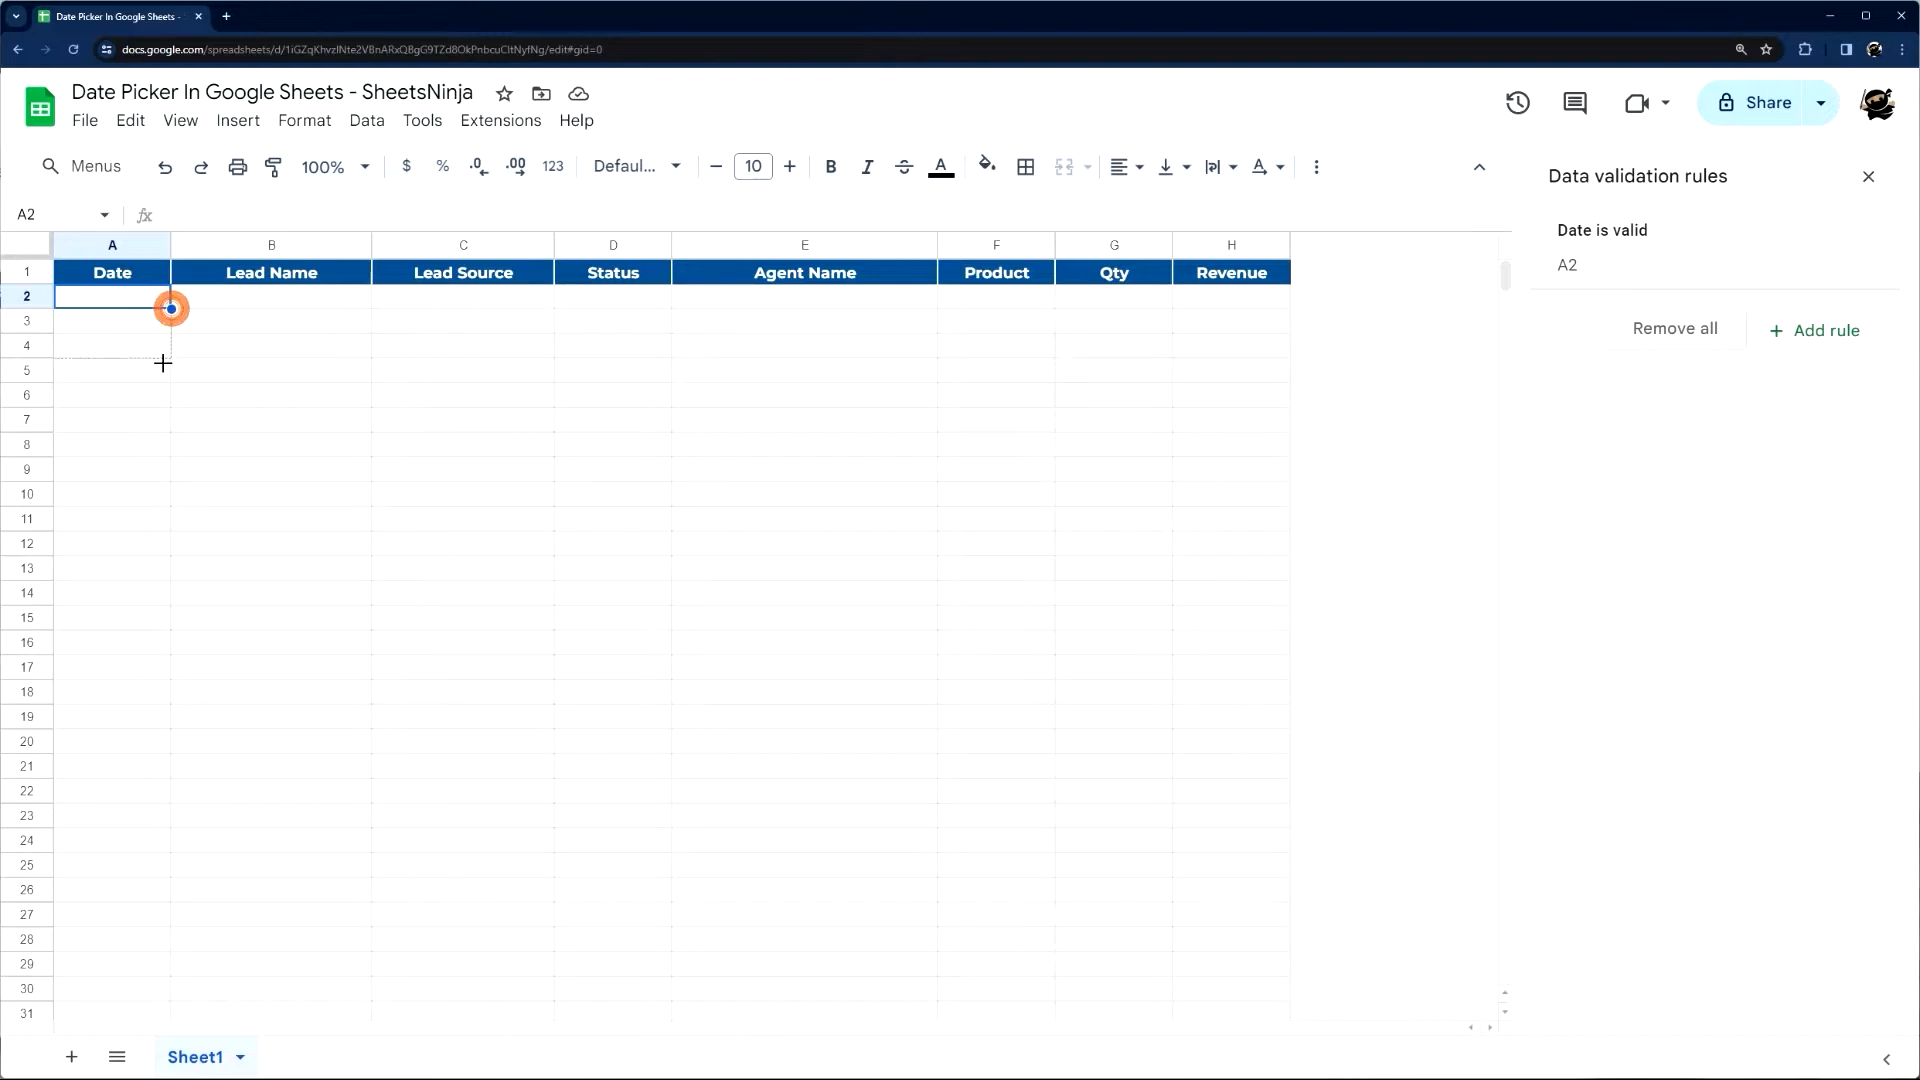 Date Picker In Google Sheets -
docs.google.com/spreadsheets/d/
Date Picker In Google Sheets - SheetsNinja
Share
File Edit View Insert Format Data Tools Extensions Help
Menus 100% $ % .0 .00 123 Defaul... − 10 + B I A
Data validation rules
A2 fx
Date is valid
A2
Remove all
+ Add rule
A B C D E F G H
1 Date Lead Name Lead Source Status Agent Name Product Qty Revenue
2
3
4
5
6
7
8
9
10
11
12
13
14
15
16
17
18
19
20
21
22
23
24
25
26
27
28
29
30
31
Sheet1